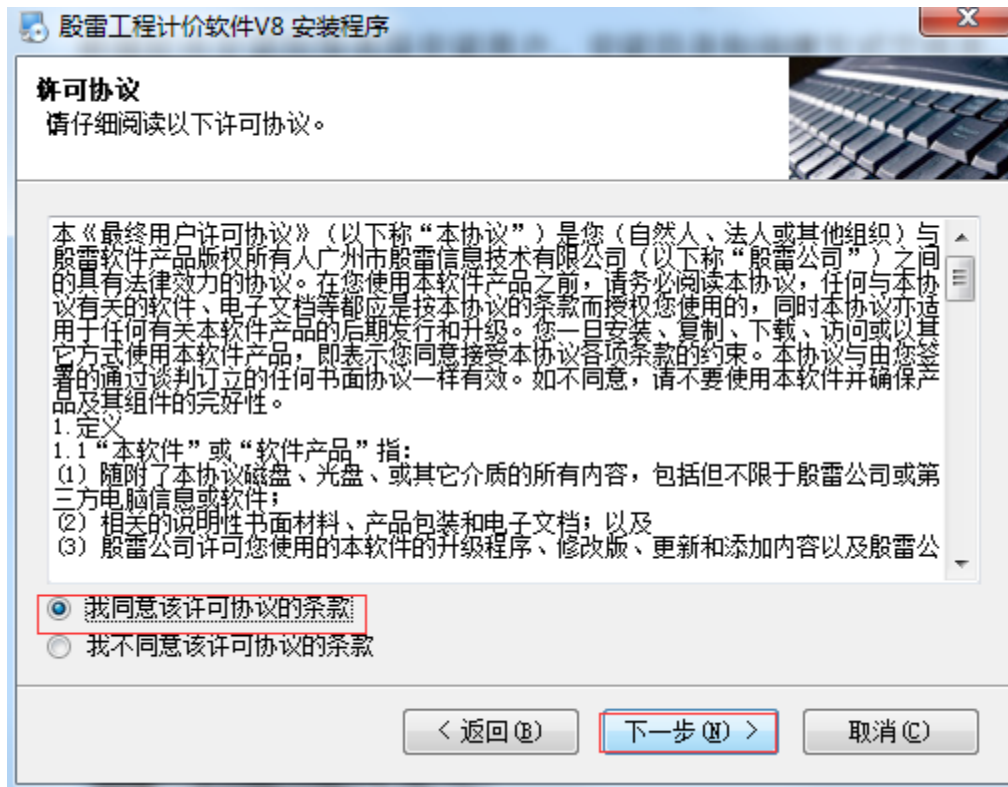 殷雷工程计价软件V8 安装程序
许可协议
请仔细阅读以下许可协议。
本《最终用户许可协议》（以下称“本协议”）是您（自然人、法人或其他组织）与
殷雷软件产品版权所有人广州市殷雷信息技术有限公司（以下称“殷雷公司”）之间
的具有法律效力的协议。在您使用本软件产品之前，请务必阅读本协议，任何与本协
议有关的软件、电子文档等都应是按本协议的条款而授权您使用的，同时本协议亦适
用于任何有关本软件产品的后期发行和升级。您一旦安装、复制、下载、访问或以其
它方式使用本软件产品，即表示您同意接受本协议各项条款的约束。本协议与由您签
署的通过谈判订立的任何书面协议一样有效。如不同意，请不要使用本软件并确保产
品及其组件的完好性。
1.定义
1.1“本软件”或“软件产品”指：
(1) 随附了本协议磁盘、光盘、或其它介质的所有内容，包括但不限于殷雷公司或第
三方电脑信息或软件；
(2) 相关的说明性书面材料、产品包装和电子文档；以及
(3) 殷雷公司许可您使用的本软件的升级程序、修改版、更新和添加内容以及殷雷公
我同意该许可协议的条款
我不同意该许可协议的条款
< 返回(B)
下一步(N) >
取消(C)